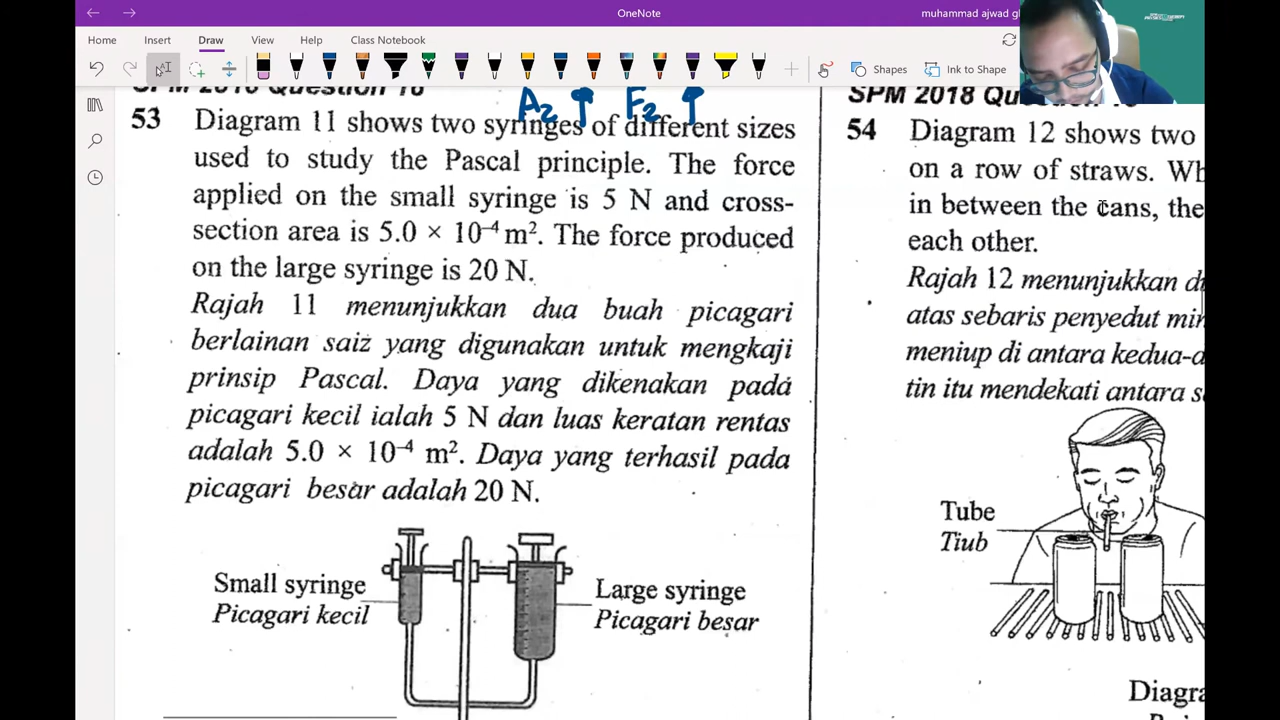 OneNote
muhammad ajwad gh
Home Insert Draw View Help Class Notebook
Shapes
Ink to Shape
A2 ↑ F2 ↑
53 Diagram 11 shows two syringes of different sizes
used to study the Pascal principle. The force
applied on the small syringe is 5 N and cross-
section area is 5.0 × 10⁻⁴ m². The force produced
on the large syringe is 20 N.
Rajah 11 menunjukkan dua buah picagari
berlainan saiz yang digunakan untuk mengkaji
prinsip Pascal. Daya yang dikenakan pada
picagari kecil ialah 5 N dan luas keratan rentas
adalah 5.0 × 10⁻⁴ m². Daya yang terhasil pada
picagari besar adalah 20 N.
Small syringe
Picagari kecil
Large syringe
Picagari besar
SPM 2018 Qu
54 Diagram 12 shows two
on a row of straws. Wh
in between the cans, the
each other.
Rajah 12 menunjukkan d
atas sebaris penyedut mi
meniup di antara kedua-d
tin itu mendekati antara s
Tube
Tiub
Diagra